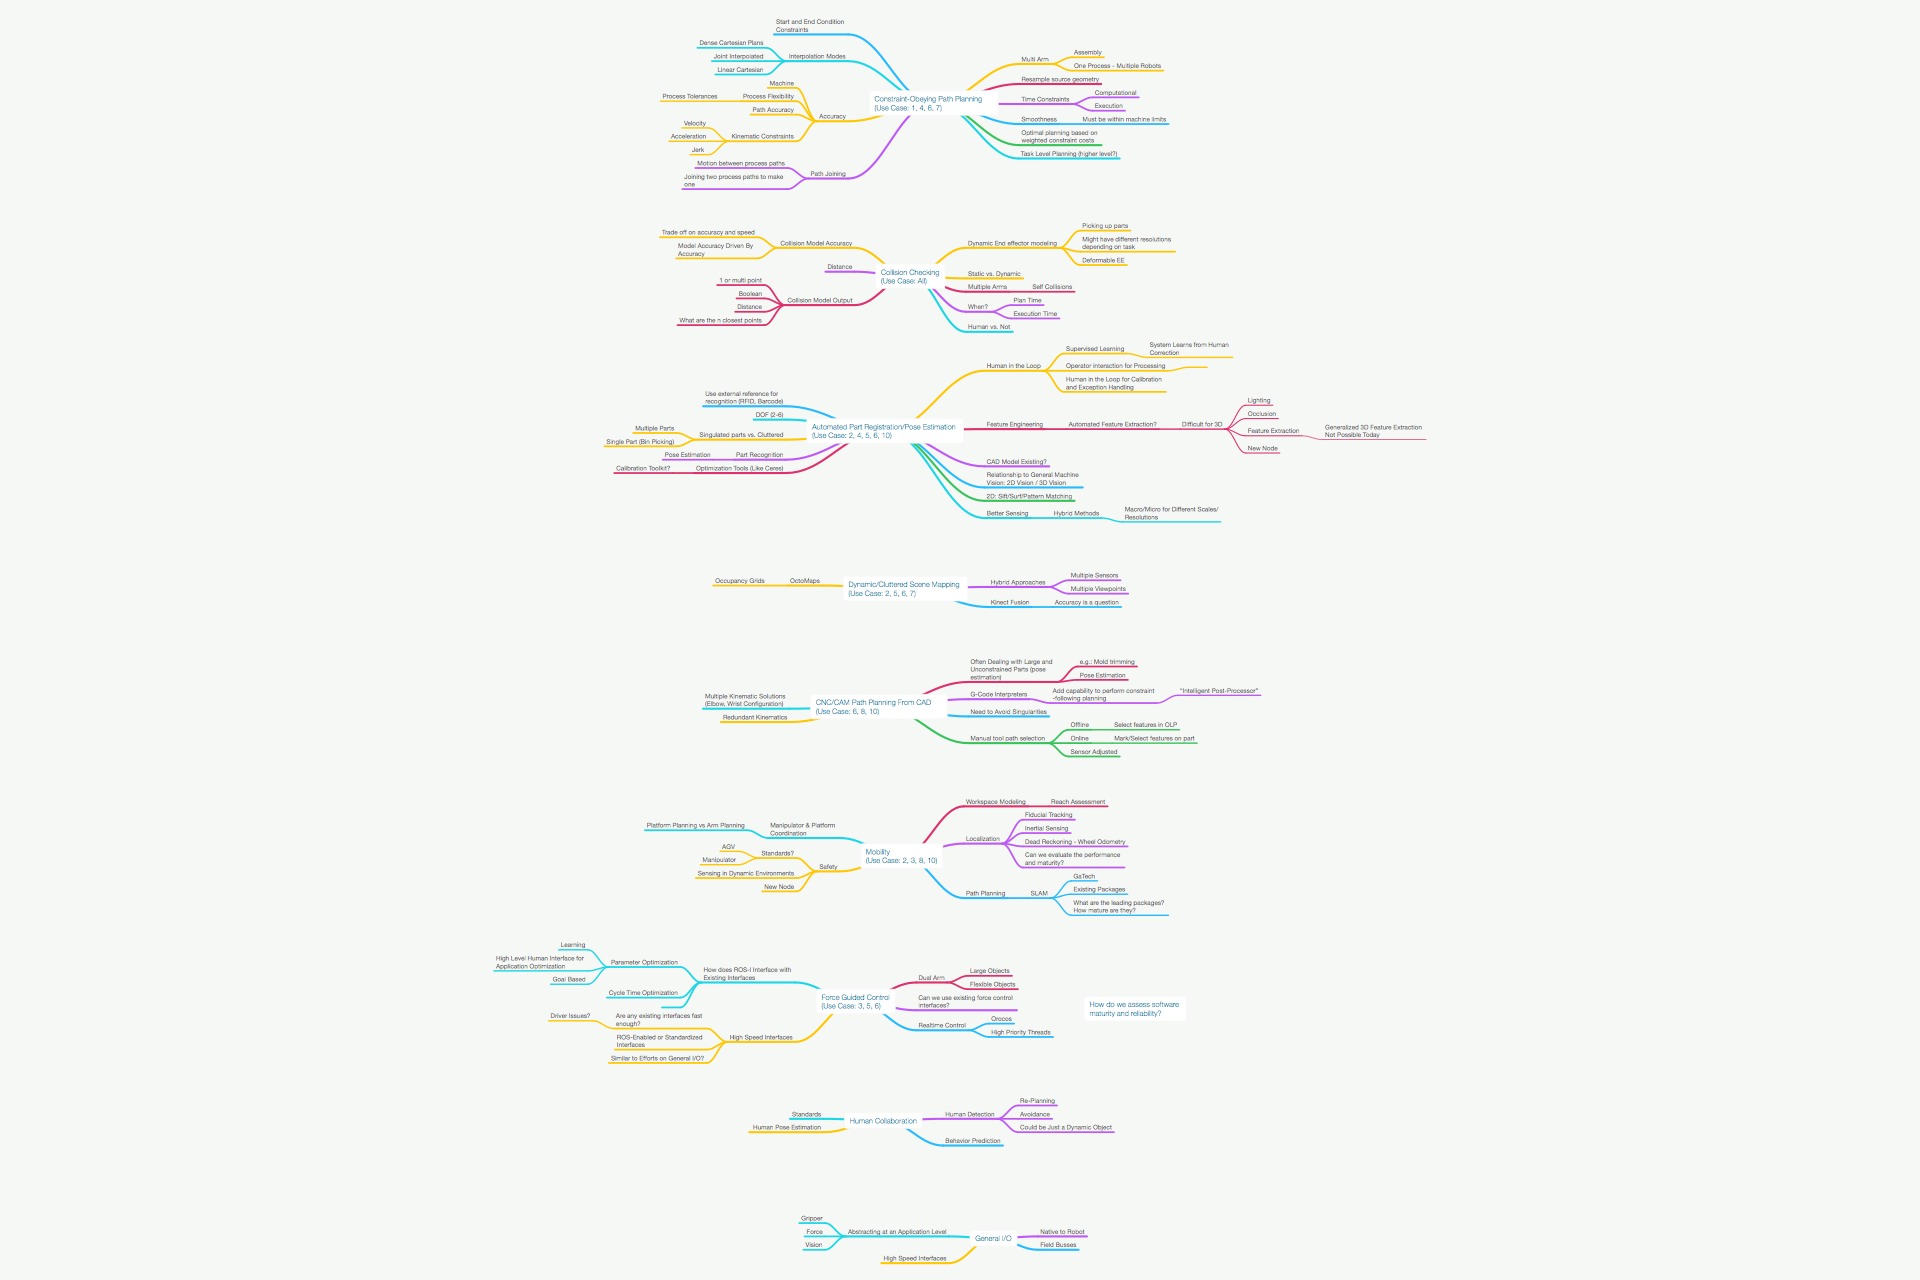 Start and End Condition
Constraints
Dense Cartesian Plans
Joint Interpolated
Interpolation Modes
Linear Cartesian
Machine
Process Tolerances
Process Flexibility
Path Accuracy
Accuracy
Velocity
Acceleration
Kinematic Constraints
Jerk
Motion between process paths
Path Joining
Joining two process paths to make
one
Constraint-Obeying Path Planning
(Use Case: 1, 4, 6, 7)
Multi Arm
Assembly
One Process - Multiple Robots
Resample source geometry
Time Constraints
Computational
Execution
Smoothness
Must be within machine limits
Optimal planning based on
weighted constraint costs
Task Level Planning (higher level?)
Trade off on accuracy and speed
Collision Model Accuracy
Model Accuracy Driven By
Accuracy
Distance
1 or multi point
Boolean
Collision Model Output
Distance
What are the n closest points
Collision Checking
(Use Case: All)
Dynamic End effector modeling
Picking up parts
Might have different resolutions
depending on task
Deformable EE
Static vs. Dynamic
Multiple Arms
Self Collisions
When?
Plan Time
Execution Time
Human vs. Not
Use external reference for
recognition (RFID, Barcode)
DOF (2-6)
Multiple Parts
Singulated parts vs. Cluttered
Single Part (Bin Picking)
Pose Estimation
Part Recognition
Calibration Toolkit?
Optimization Tools (Like Ceres)
Automated Part Registration/Pose Estimation
(Use Case: 2, 4, 5, 6, 10)
Human in the Loop
Supervised Learning
System Learns from Human
Correction
Operator interaction for Processing
Human in the Loop for Calibration
and Exception Handling
Feature Engineering
Automated Feature Extraction?
Difficult for 3D
Lighting
Occlusion
Feature Extraction
Generalized 3D Feature Extraction
Not Possible Today
New Node
CAD Model Existing?
Relationship to General Machine
Vision: 2D Vision / 3D Vision
2D: Sift/Surf/Pattern Matching
Better Sensing
Hybrid Methods
Macro/Micro for Different Scales/
Resolutions
Occupancy Grids
OctoMaps
Dynamic/Cluttered Scene Mapping
(Use Case: 2, 5, 6, 7)
Hybrid Approaches
Multiple Sensors
Multiple Viewpoints
Kinect Fusion
Accuracy is a question
Multiple Kinematic Solutions
(Elbow, Wrist Configuration)
Redundant Kinematics
CNC/CAM Path Planning From CAD
(Use Case: 6, 8, 10)
Often Dealing with Large and
Unconstrained Parts (pose
estimation)
e.g.: Mold trimming
Pose Estimation
G-Code Interpreters
Add capability to perform constraint
-following planning
"Intelligent Post-Processor"
Need to Avoid Singularities
Manual tool path selection
Offline
Select features in OLP
Online
Mark/Select features on part
Sensor Adjusted
Platform Planning vs Arm Planning
Manipulator & Platform
Coordination
AGV
Standards?
Manipulator
Safety
Sensing in Dynamic Environments
New Node
Mobility
(Use Case: 2, 3, 8, 10)
Workspace Modeling
Reach Assessment
Localization
Fiducial Tracking
Inertial Sensing
Dead Reckoning - Wheel Odometry
Can we evaluate the performance
and maturity?
Path Planning
SLAM
GaTech
Existing Packages
What are the leading packages?
How mature are they?
Learning
High Level Human Interface for
Application Optimization
Parameter Optimization
Goal Based
Cycle Time Optimization
How does ROS-I Interface with
Existing Interfaces
Driver Issues?
Are any existing interfaces fast
enough?
ROS-Enabled or Standardized
Interfaces
High Speed Interfaces
Similar to Efforts on General I/O?
Force Guided Control
(Use Case: 3, 5, 6)
Dual Arm
Large Objects
Flexible Objects
Can we use existing force control
interfaces?
Realtime Control
Orocos
High Priority Threads
How do we assess software
maturity and reliability?
Standards
Human Pose Estimation
Human Collaboration
Human Detection
Re-Planning
Avoidance
Could be Just a Dynamic Object
Behavior Prediction
Gripper
Force
Vision
Abstracting at an Application Level
High Speed Interfaces
General I/O
Native to Robot
Field Busses